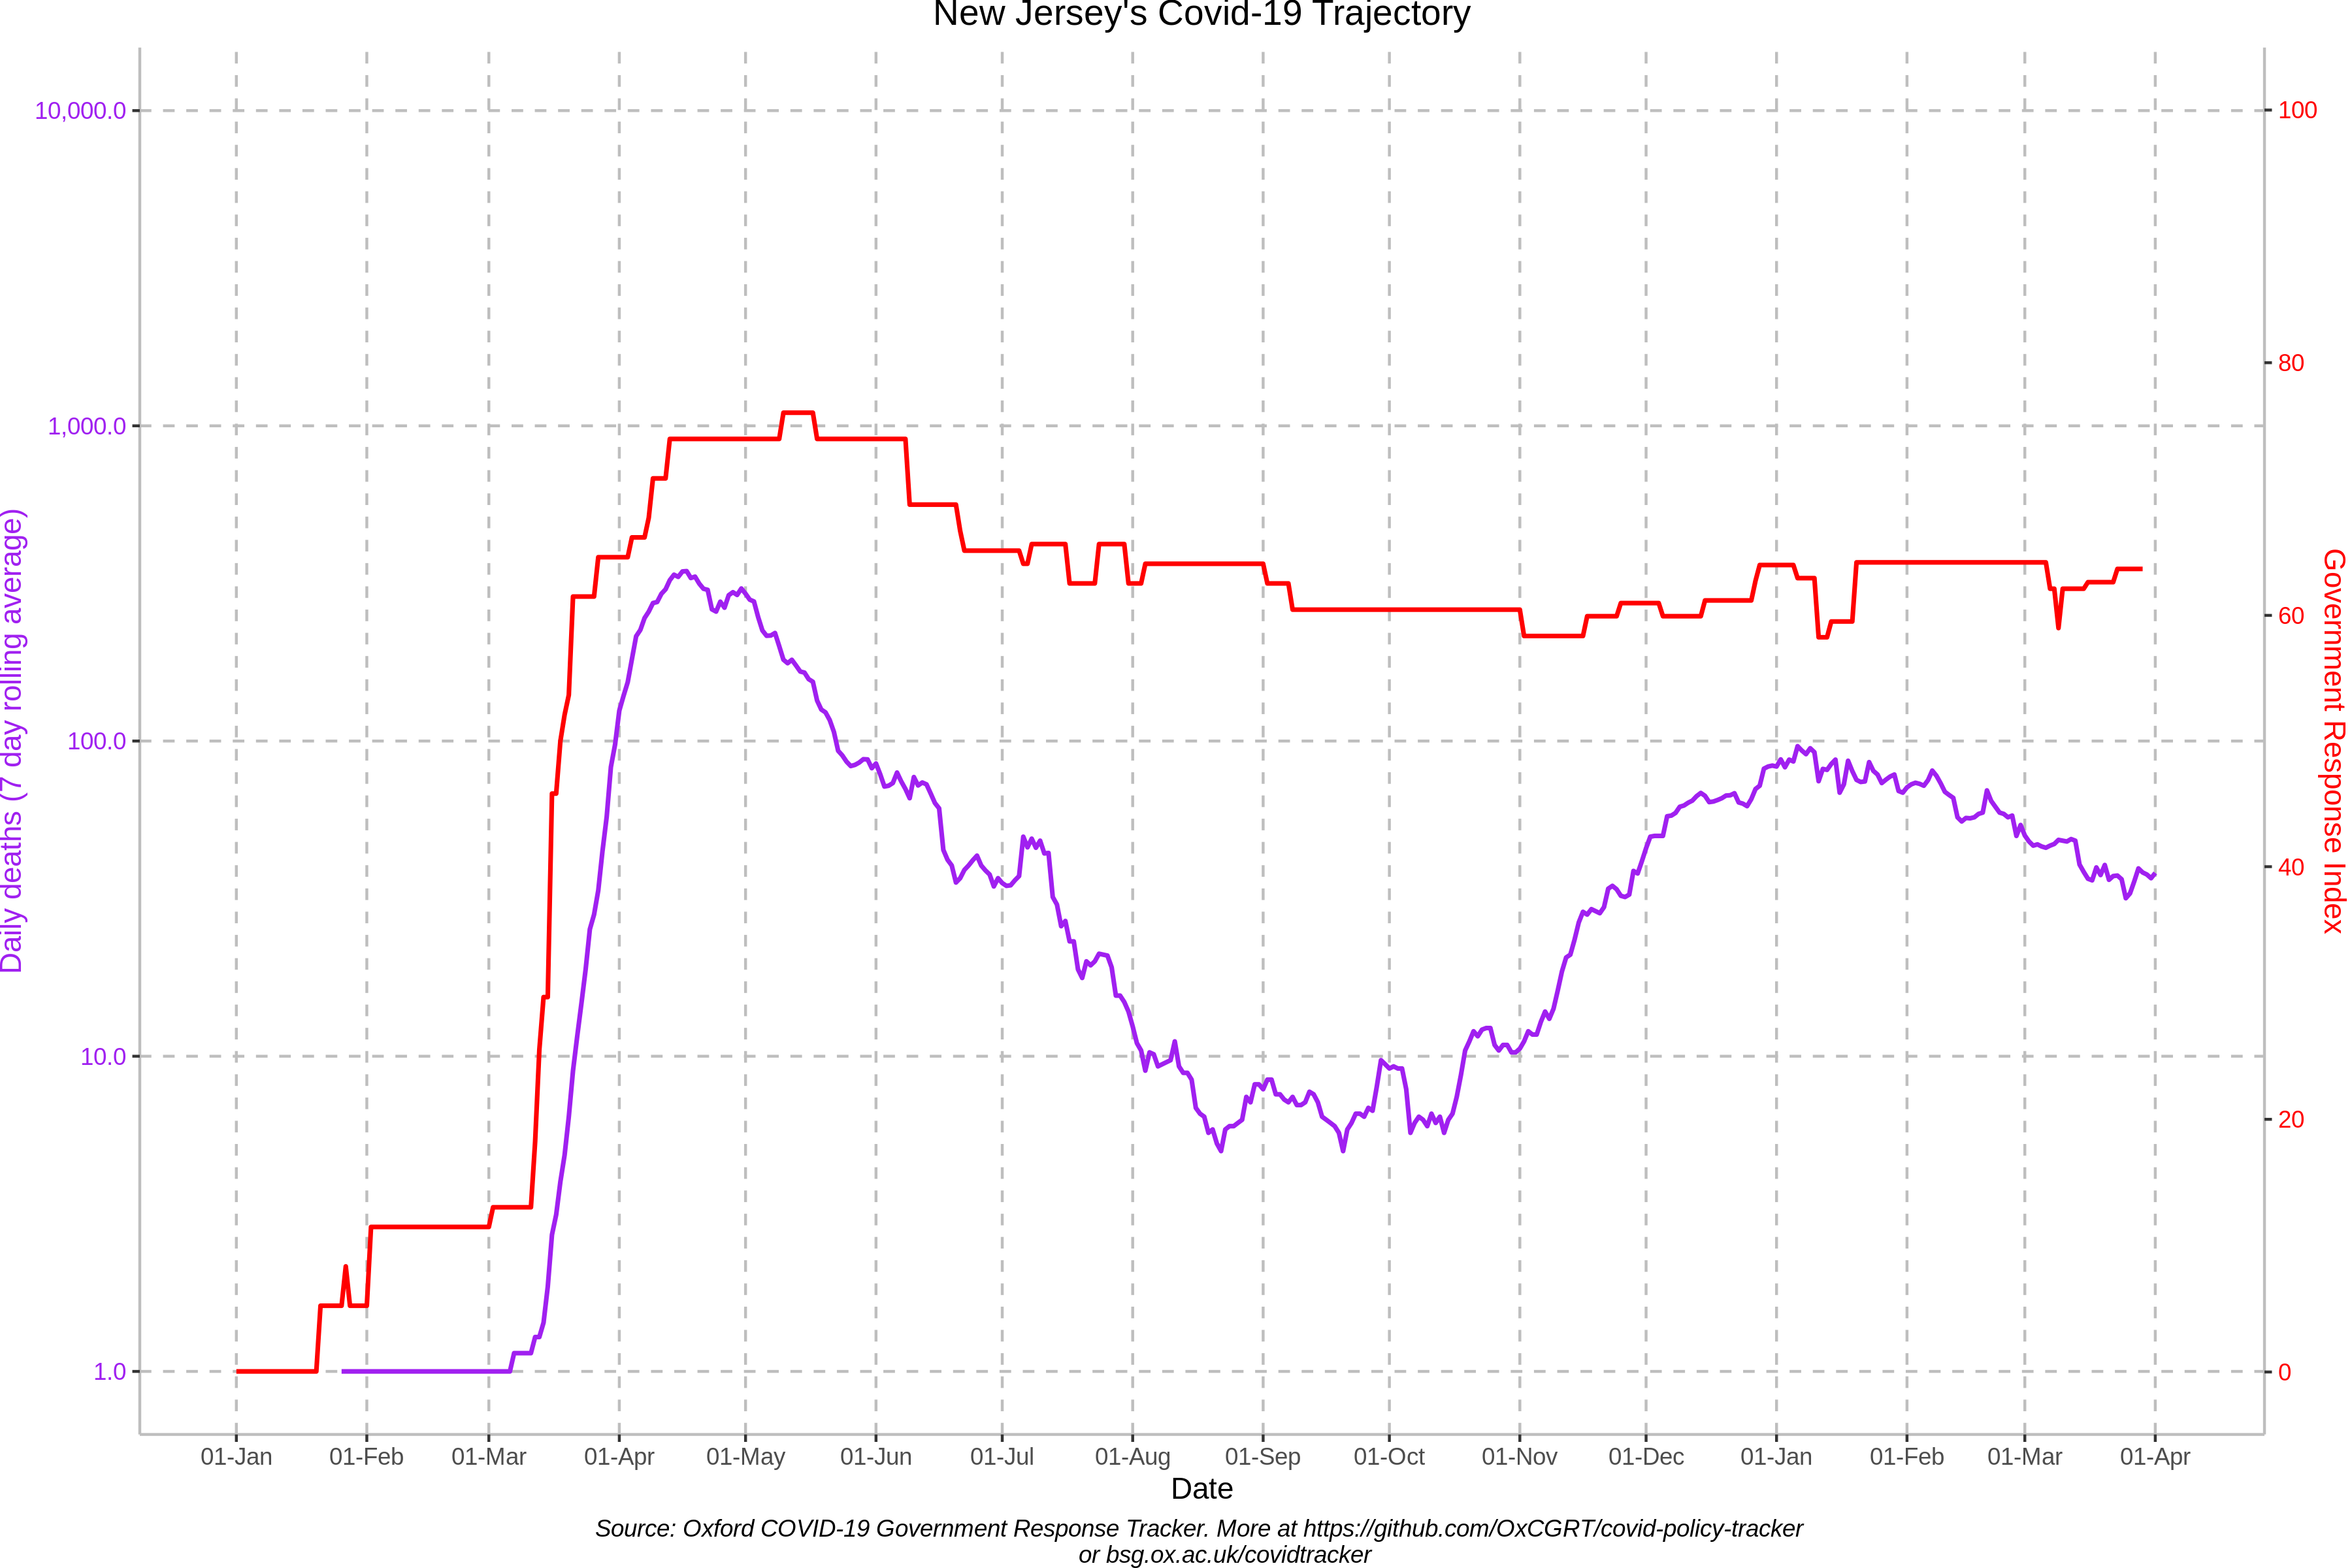 New Jersey's Covid-19 Trajectory
10,000.0
1,000.0
100.0
10.0
1.0
Daily deaths (7 day rolling average)
100
80
60
40
20
0
Government Response Index
01-Jan 01-Feb 01-Mar 01-Apr 01-May 01-Jun 01-Jul 01-Aug 01-Sep 01-Oct 01-Nov 01-Dec 01-Jan 01-Feb 01-Mar 01-Apr
Date
Source: Oxford COVID-19 Government Response Tracker. More at https://github.com/OxCGRT/covid-policy-tracker
or bsg.ox.ac.uk/covidtracker